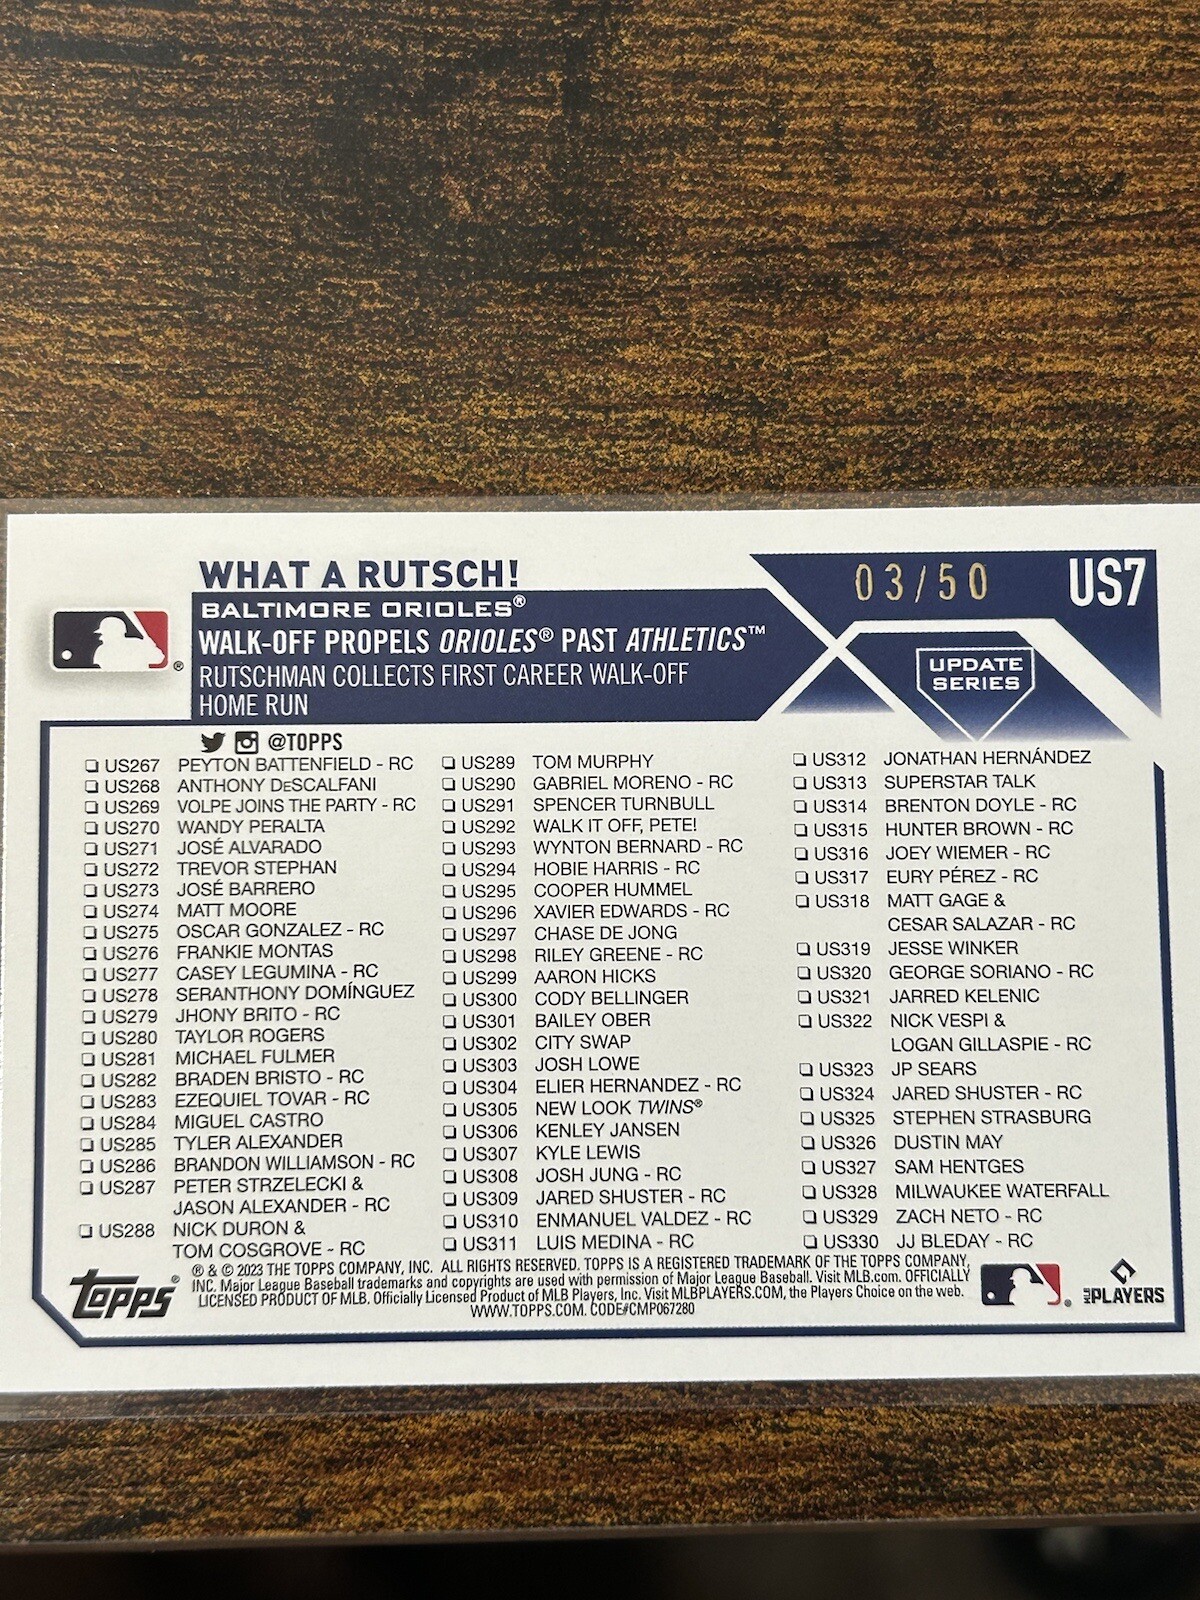 WHAT A RUTSCH!
BALTIMORE ORIOLES®
WALK-OFF PROPELS ORIOLES® PAST ATHLETICS™
RUTSCHMAN COLLECTS FIRST CAREER WALK-OFF
HOME RUN
03/50
US7
UPDATE
SERIES
®
@TOPPS
US267 PEYTON BATTENFIELD - RC
US268 ANTHONY DeSCALFANI
US269 VOLPE JOINS THE PARTY - RC
US270 WANDY PERALTA
US271 JOSÉ ALVARADO
US272 TREVOR STEPHAN
US273 JOSÉ BARRERO
US274 MATT MOORE
US275 OSCAR GONZALEZ - RC
US276 FRANKIE MONTAS
US277 CASEY LEGUMINA - RC
US278 SERANTHONY DOMÍNGUEZ
US279 JHONY BRITO - RC
US280 TAYLOR ROGERS
US281 MICHAEL FULMER
US282 BRADEN BRISTO - RC
US283 EZEQUIEL TOVAR - RC
US284 MIGUEL CASTRO
US285 TYLER ALEXANDER
US286 BRANDON WILLIAMSON - RC
US287 PETER STRZELECKI &
JASON ALEXANDER - RC
US288 NICK DURON &
TOM COSGROVE - RC
US289 TOM MURPHY
US290 GABRIEL MORENO - RC
US291 SPENCER TURNBULL
US292 WALK IT OFF, PETE!
US293 WYNTON BERNARD - RC
US294 HOBIE HARRIS - RC
US295 COOPER HUMMEL
US296 XAVIER EDWARDS - RC
US297 CHASE DE JONG
US298 RILEY GREENE - RC
US299 AARON HICKS
US300 CODY BELLINGER
US301 BAILEY OBER
US302 CITY SWAP
US303 JOSH LOWE
US304 ELIER HERNANDEZ - RC
US305 NEW LOOK TWINS®
US306 KENLEY JANSEN
US307 KYLE LEWIS
US308 JOSH JUNG - RC
US309 JARED SHUSTER - RC
US310 ENMANUEL VALDEZ - RC
US311 LUIS MEDINA - RC
US312 JONATHAN HERNÁNDEZ
US313 SUPERSTAR TALK
US314 BRENTON DOYLE - RC
US315 HUNTER BROWN - RC
US316 JOEY WIEMER - RC
US317 EURY PÉREZ - RC
US318 MATT GAGE &
CESAR SALAZAR - RC
US319 JESSE WINKER
US320 GEORGE SORIANO - RC
US321 JARRED KELENIC
US322 NICK VESPI &
LOGAN GILLASPIE - RC
US323 JP SEARS
US324 JARED SHUSTER - RC
US325 STEPHEN STRASBURG
US326 DUSTIN MAY
US327 SAM HENTGES
US328 MILWAUKEE WATERFALL
US329 ZACH NETO - RC
US330 JJ BLEDAY - RC
Topps®
® & © 2023 THE TOPPS COMPANY, INC. ALL RIGHTS RESERVED. TOPPS IS A REGISTERED TRADEMARK OF THE TOPPS COMPANY,
INC. Major League Baseball trademarks and copyrights are used with permission of Major League Baseball. Visit MLB.com. OFFICIALLY
LICENSED PRODUCT OF MLB. Officially Licensed Product of MLB Players, Inc. Visit MLBPLAYERS.COM, the Players Choice on the web.
WWW.TOPPS.COM. CODE#CMP067280
®
MLB PLAYERS